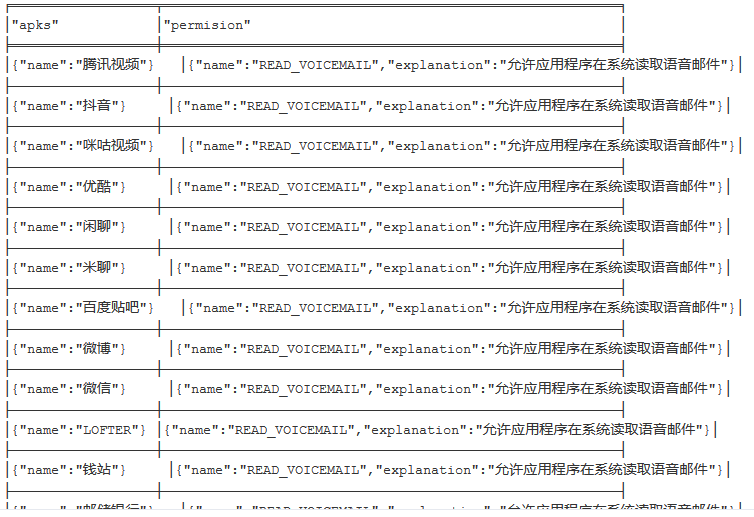 "apks" "permision"
{"name":"腾讯视频"} {"name":"READ_VOICEMAIL","explanation":"允许应用程序在系统读取语音邮件"}
{"name":"抖音"} {"name":"READ_VOICEMAIL","explanation":"允许应用程序在系统读取语音邮件"}
{"name":"咪咕视频"} {"name":"READ_VOICEMAIL","explanation":"允许应用程序在系统读取语音邮件"}
{"name":"优酷"} {"name":"READ_VOICEMAIL","explanation":"允许应用程序在系统读取语音邮件"}
{"name":"闲聊"} {"name":"READ_VOICEMAIL","explanation":"允许应用程序在系统读取语音邮件"}
{"name":"米聊"} {"name":"READ_VOICEMAIL","explanation":"允许应用程序在系统读取语音邮件"}
{"name":"百度贴吧"} {"name":"READ_VOICEMAIL","explanation":"允许应用程序在系统读取语音邮件"}
{"name":"微博"} {"name":"READ_VOICEMAIL","explanation":"允许应用程序在系统读取语音邮件"}
{"name":"微信"} {"name":"READ_VOICEMAIL","explanation":"允许应用程序在系统读取语音邮件"}
{"name":"LOFTER"} {"name":"READ_VOICEMAIL","explanation":"允许应用程序在系统读取语音邮件"}
{"name":"钱站"} {"name":"READ_VOICEMAIL","explanation":"允许应用程序在系统读取语音邮件"}